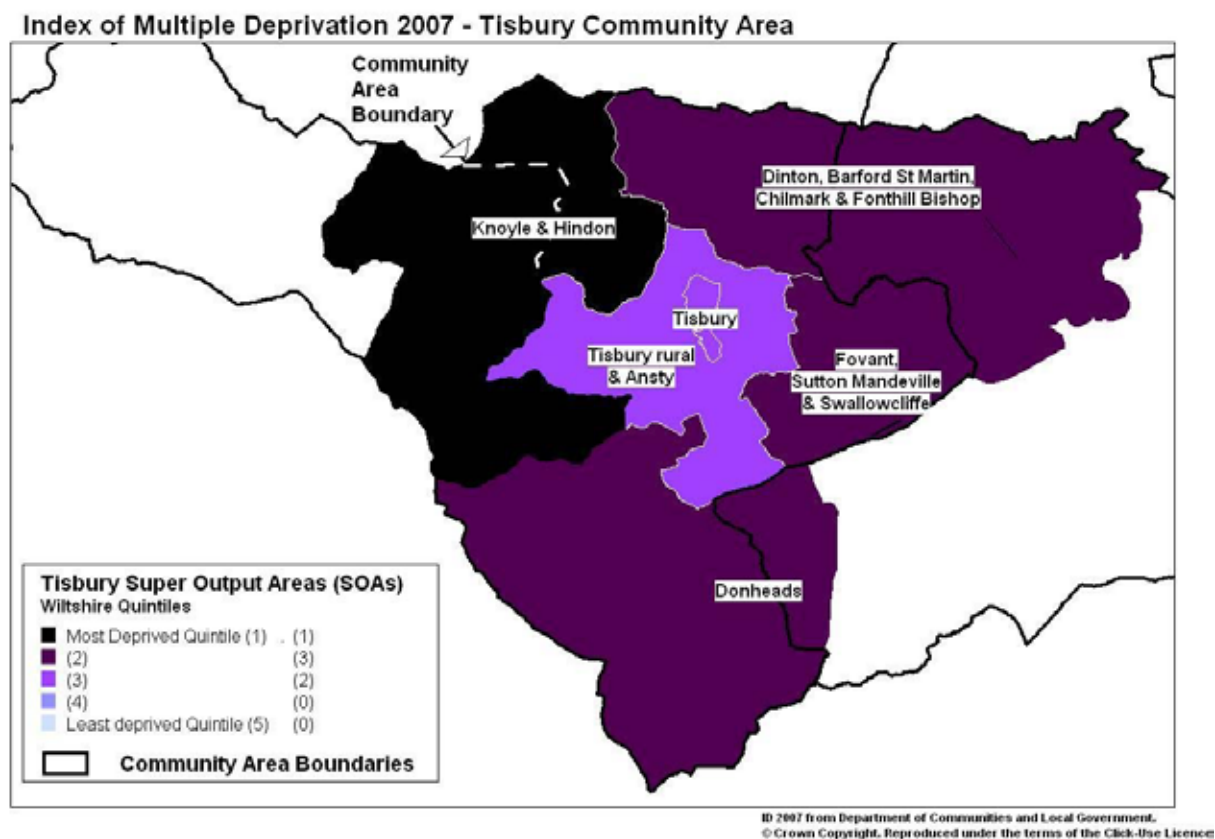 Index of Multiple Deprivation 2007 - Tisbury Community Area
Community
Area
Boundary
Dinton, Barford St Martin,
Chilmark & Fonthill Bishop
Knoyle & Hindon
Tisbury
Tisbury rural
& Ansty
Fovant,
Sutton Mandeville
& Swallowcliffe
Donheads
Tisbury Super Output Areas (SOAs)
Wiltshire Quintiles
Most Deprived Quintile (1) . (1)
(2) (3)
(3) (2)
(4) (0)
Least deprived Quintile (5) (0)
Community Area Boundaries
ID 2007 from Department of Communities and Local Government.
© Crown Copyright. Reproduced under the terms of the Click-Use Licence